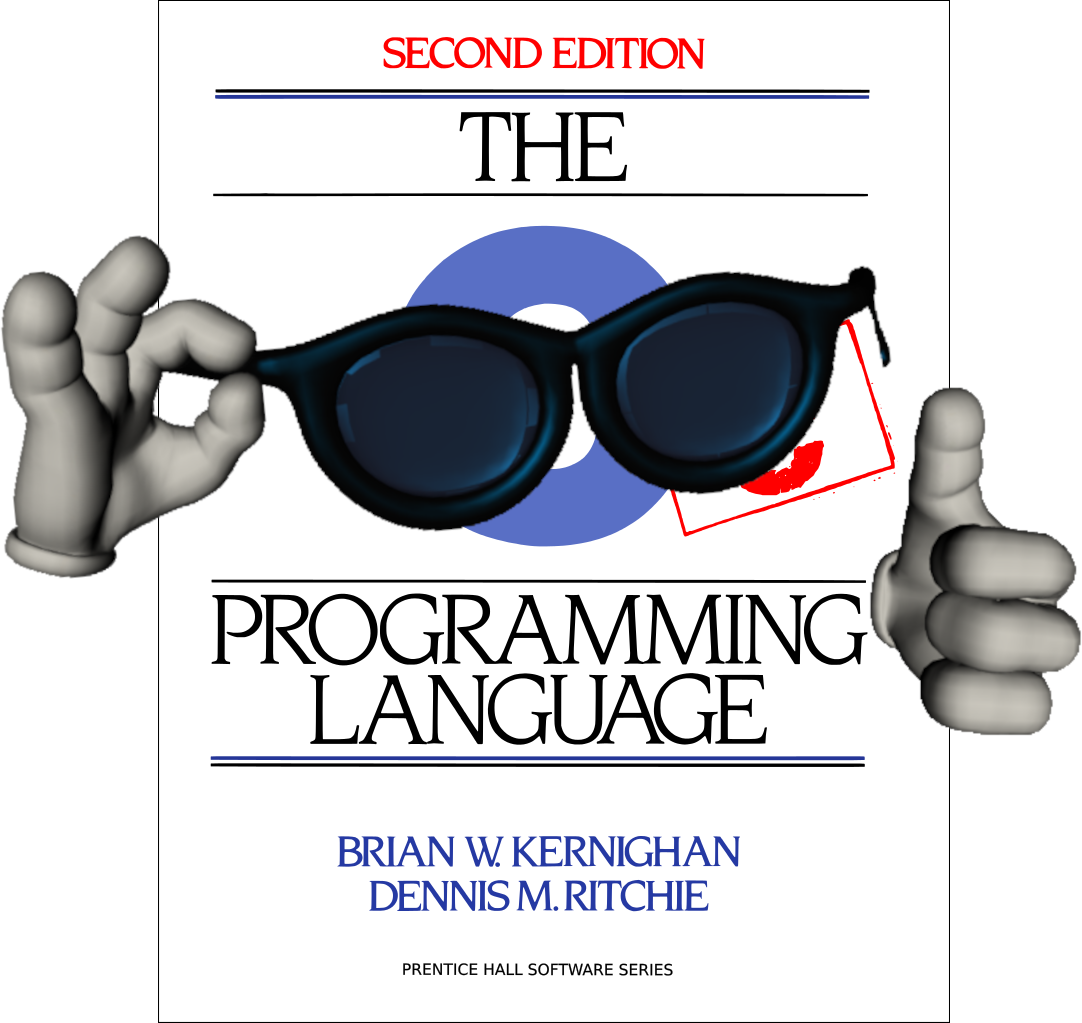 SECOND EDITION
THE
PROGRAMMING
LANGUAGE
BRIAN W. KERNIGHAN
DENNIS M. RITCHIE
PRENTICE HALL SOFTWARE SERIES